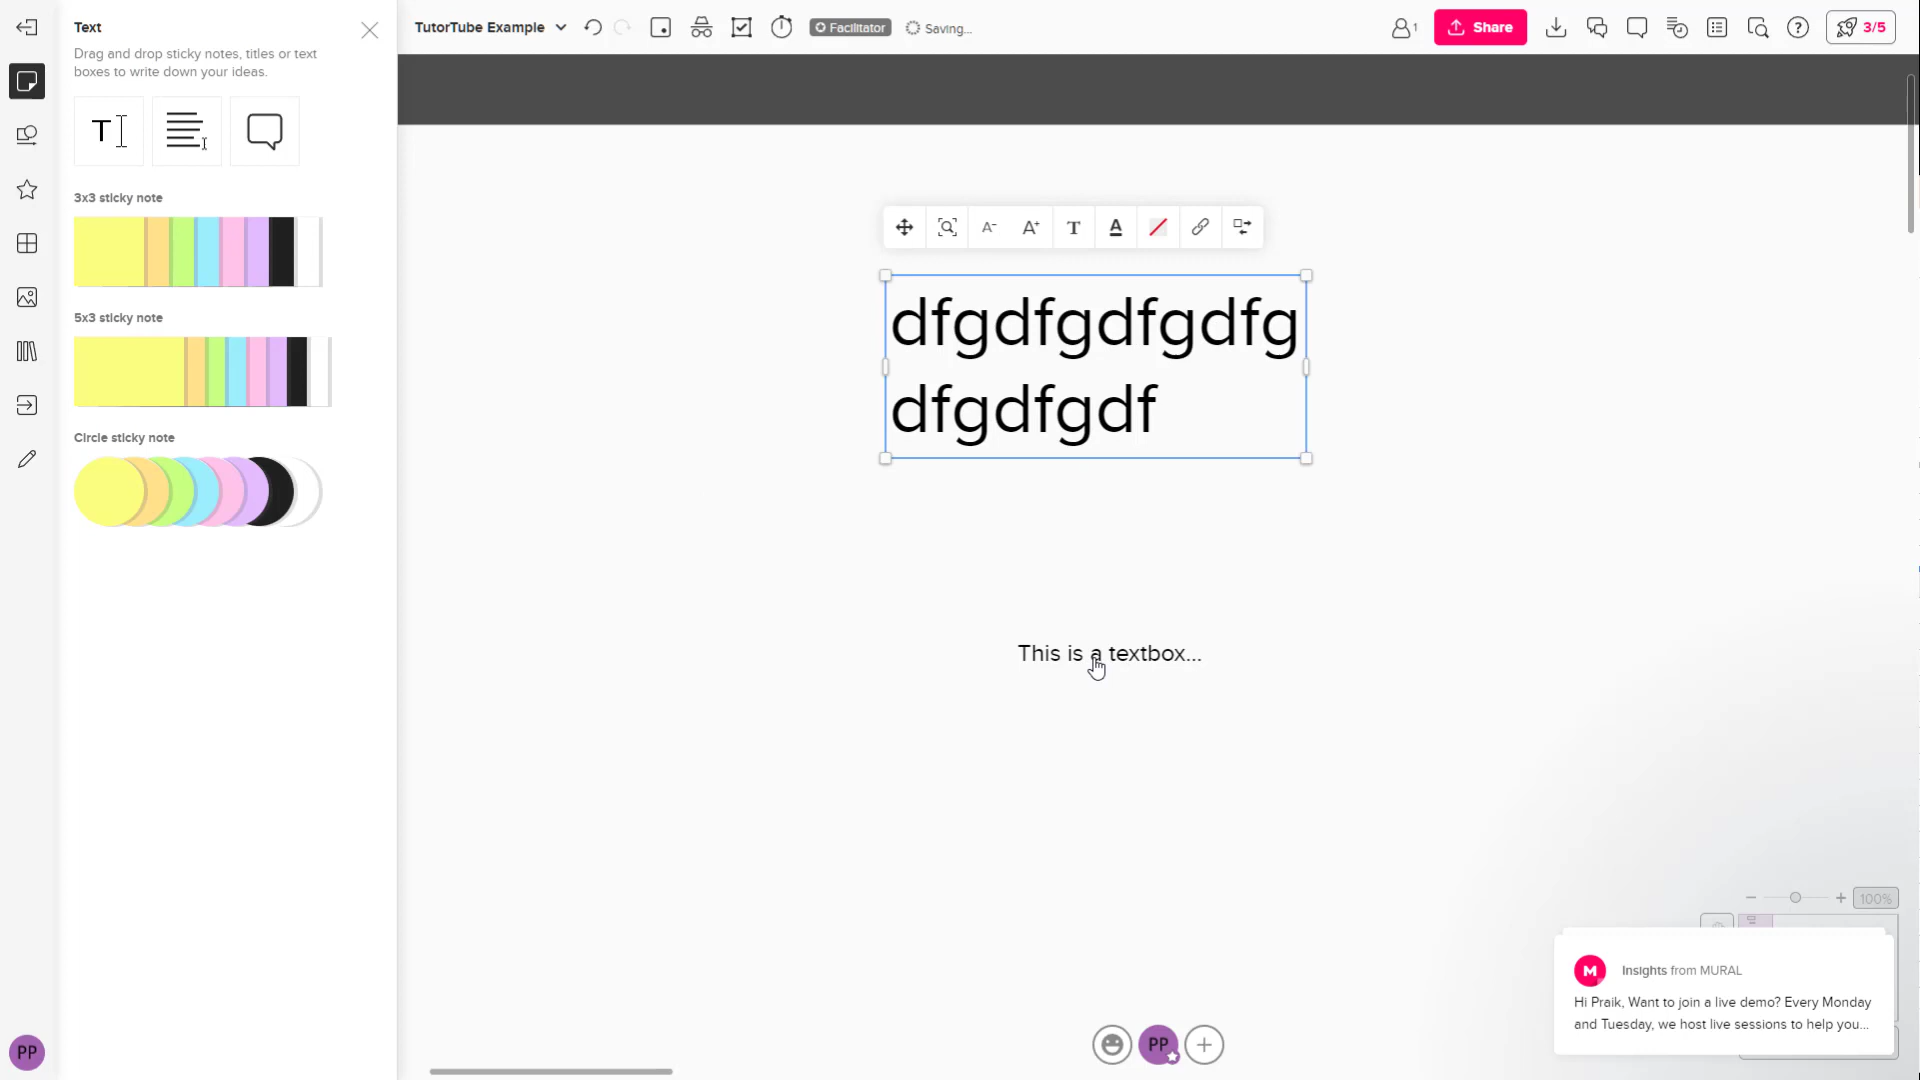 Text
Drag and drop sticky notes, titles or text
boxes to write down your ideas.
T
3x3 sticky note
5x3 sticky note
Circle sticky note
PP
TutorTube Example
Facilitator
Saving...
1
Share
3/5
A-
A+
T
A
dfgdfgdfgdfg
dfgdfgdf
This is a textbox...
100%
M
Insights from MURAL
Hi Praik, Want to join a live demo? Every Monday
and Tuesday, we host live sessions to help you...
PP